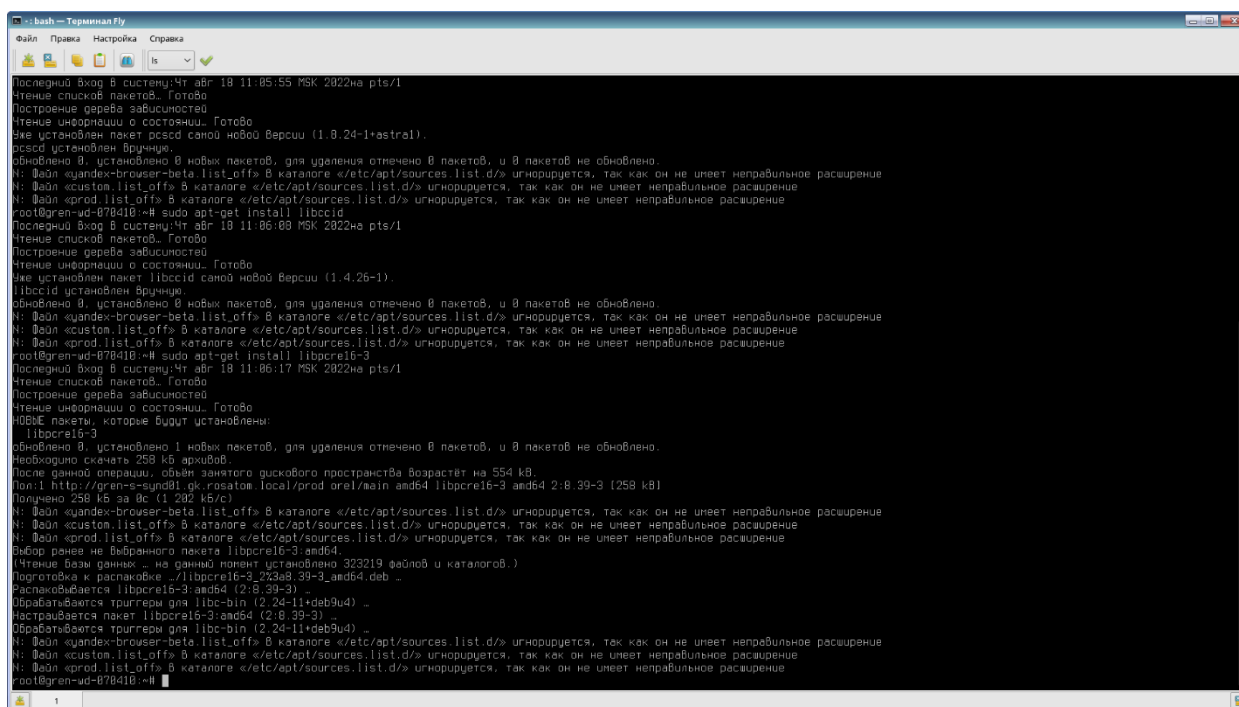 - : bash — Терминал Fly
Файл Правка Настройка Справка
ls
Последний вход в систему:Чт авг 18 11:05:55 MSK 2022на pts/1
Чтение списков пакетов… Готово
Построение дерева зависимостей
Чтение информации о состоянии… Готово
Уже установлен пакет pcscd самой новой версии (1.8.24-1+astra1).
pcscd установлен вручную.
обновлено 0, установлено 0 новых пакетов, для удаления отмечено 0 пакетов, и 0 пакетов не обновлено.
N: Файл «yandex-browser-beta.list_off» в каталоге «/etc/apt/sources.list.d/» игнорируется, так как он не имеет неправильное расширение
N: Файл «custom.list_off» в каталоге «/etc/apt/sources.list.d/» игнорируется, так как он не имеет неправильное расширение
N: Файл «prod.list_off» в каталоге «/etc/apt/sources.list.d/» игнорируется, так как он не имеет неправильное расширение
root@gren-wd-070410:~# sudo apt-get install libccid
Последний вход в систему:Чт авг 18 11:06:08 MSK 2022на pts/1
Чтение списков пакетов… Готово
Построение дерева зависимостей
Чтение информации о состоянии… Готово
Уже установлен пакет libccid самой новой версии (1.4.26-1).
libccid установлен вручную.
обновлено 0, установлено 0 новых пакетов, для удаления отмечено 0 пакетов, и 0 пакетов не обновлено.
N: Файл «yandex-browser-beta.list_off» в каталоге «/etc/apt/sources.list.d/» игнорируется, так как он не имеет неправильное расширение
N: Файл «custom.list_off» в каталоге «/etc/apt/sources.list.d/» игнорируется, так как он не имеет неправильное расширение
N: Файл «prod.list_off» в каталоге «/etc/apt/sources.list.d/» игнорируется, так как он не имеет неправильное расширение
root@gren-wd-070410:~# sudo apt-get install libpcre16-3
Последний вход в систему:Чт авг 18 11:06:17 MSK 2022на pts/1
Чтение списков пакетов… Готово
Построение дерева зависимостей
Чтение информации о состоянии… Готово
НОВЫЕ пакеты, которые будут установлены:
libpcre16-3
обновлено 0, установлено 1 новых пакетов, для удаления отмечено 0 пакетов, и 0 пакетов не обновлено.
Необходимо скачать 258 kБ архивов.
После данной операции, объём занятого дискового пространства возрастёт на 554 kB.
Пол:1 http://gren-s-synd01.gk.rosatom.local/prod orel/main amd64 libpcre16-3 amd64 2:8.39-3 [258 kB]
Получено 258 kБ за 0с (1 202 kБ/c)
N: Файл «yandex-browser-beta.list_off» в каталоге «/etc/apt/sources.list.d/» игнорируется, так как он не имеет неправильное расширение
N: Файл «custom.list_off» в каталоге «/etc/apt/sources.list.d/» игнорируется, так как он не имеет неправильное расширение
N: Файл «prod.list_off» в каталоге «/etc/apt/sources.list.d/» игнорируется, так как он не имеет неправильное расширение
Выбор ранее не выбранного пакета libpcre16-3:amd64.
(Чтение базы данных … на данный момент установлено 323219 файлов и каталогов.)
Подготовка к распаковке …/libpcre16-3_2%3a8.39-3_amd64.deb …
Распаковывается libpcre16-3:amd64 (2:8.39-3) …
Обрабатываются триггеры для libc-bin (2.24-11+deb9u4) …
Настраивается пакет libpcre16-3:amd64 (2:8.39-3) …
Обрабатываются триггеры для libc-bin (2.24-11+deb9u4) …
N: Файл «yandex-browser-beta.list_off» в каталоге «/etc/apt/sources.list.d/» игнорируется, так как он не имеет неправильное расширение
N: Файл «custom.list_off» в каталоге «/etc/apt/sources.list.d/» игнорируется, так как он не имеет неправильное расширение
N: Файл «prod.list_off» в каталоге «/etc/apt/sources.list.d/» игнорируется, так как он не имеет неправильное расширение
root@gren-wd-070410:~#
1